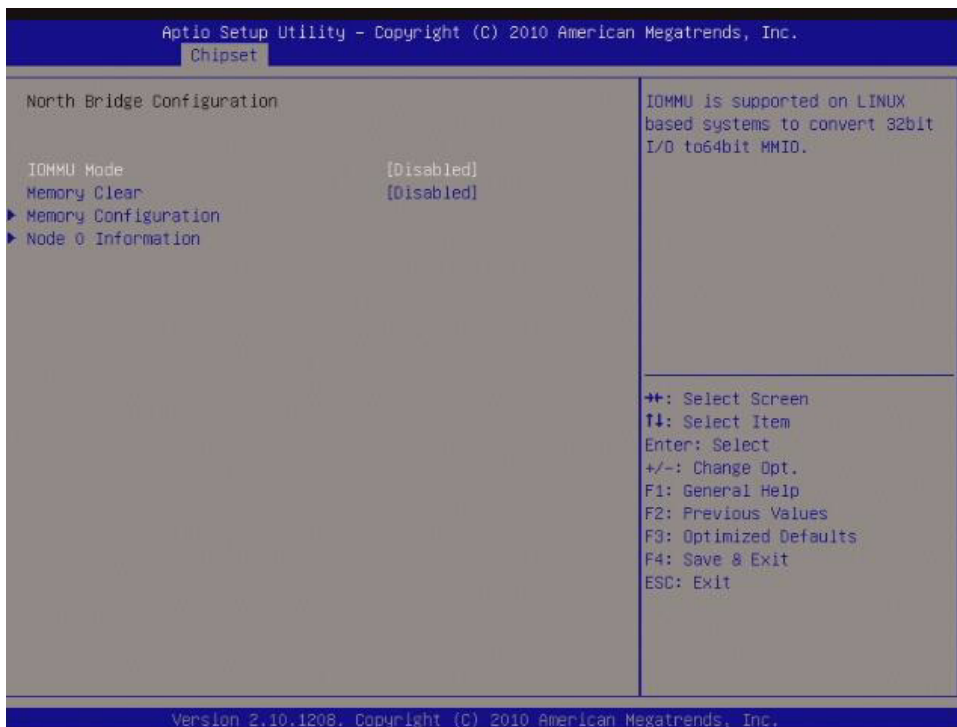 Aptio Setup Utility – Copyright (C) 2010 American Megatrends, Inc.
Chipset
North Bridge Configuration
IOMMU Mode [Disabled]
Memory Clear [Disabled]
▶ Memory Configuration
▶ Node 0 Information
IOMMU is supported on LINUX
based systems to convert 32bit
I/O to64bit MMIO.
→←: Select Screen
↑↓: Select Item
Enter: Select
+/-: Change Opt.
F1: General Help
F2: Previous Values
F3: Optimized Defaults
F4: Save & Exit
ESC: Exit
Version 2.10.1208. Copyright (C) 2010 American Megatrends, Inc.